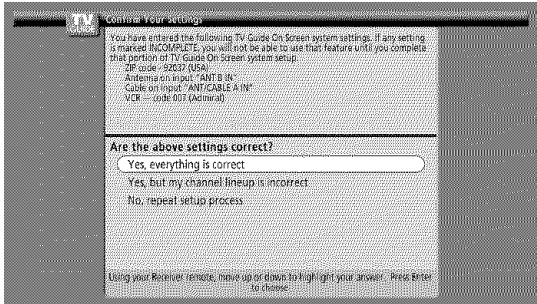 TV
GUIDE
Confirm Your Settings
You have entered the following TV Guide On Screen system settings. If any setting
is marked INCOMPLETE, you will not be able to use that feature until you complete
that portion of TV Guide On Screen system setup.
ZIP code - 92037 (USA)
Antenna on input "ANT B IN"
Cable on input "ANT/CABLE A IN"
VCR — code 007 (Admiral)
Are the above settings correct?
Yes, everything is correct
Yes, but my channel lineup is incorrect
No, repeat setup process
Using your Receiver remote, move up or down to highlight your answer. Press Enter
to choose.